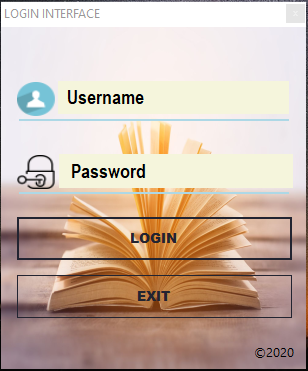 LOGIN INTERFACE
Username
Password
LOGIN
EXIT
©2020